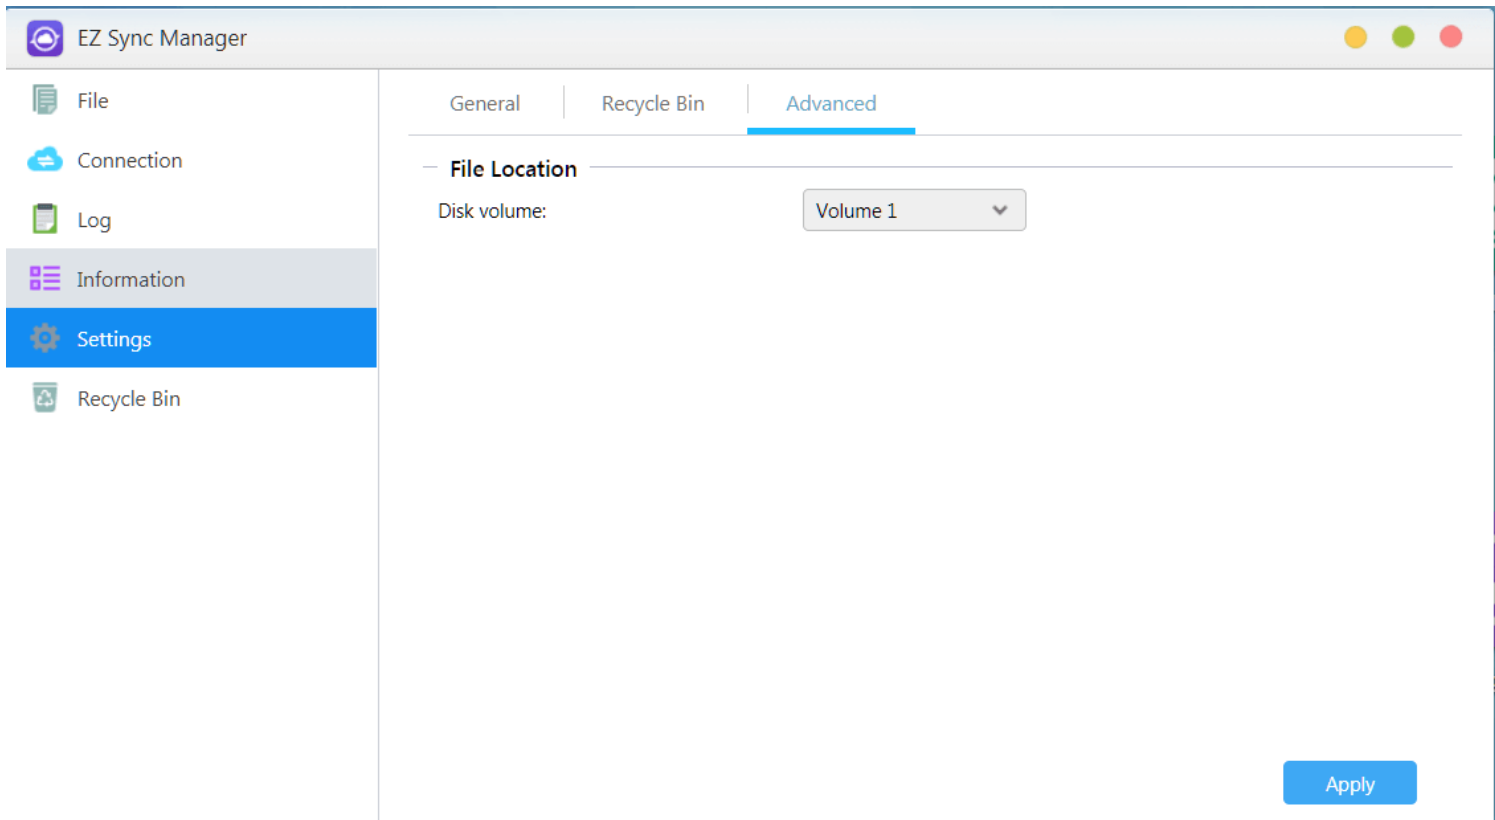 EZ Sync Manager
File
Connection
Log
Information
Settings
Recycle Bin
General
Recycle Bin
Advanced
File Location
Disk volume:
Volume 1
Apply